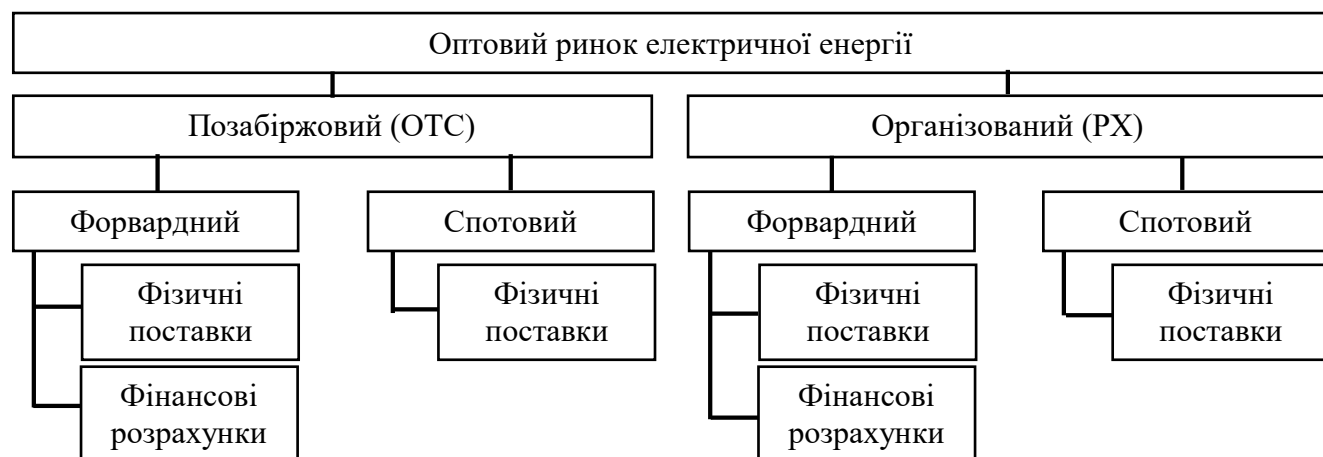 Оптовий ринок електричної енергії
Позабіржовий (ОТС)
Організований (РХ)
Форвардний
Спотовий
Форвардний
Спотовий
Фізичні
поставки
Фізичні
поставки
Фізичні
поставки
Фізичні
поставки
Фінансові
розрахунки
Фінансові
розрахунки